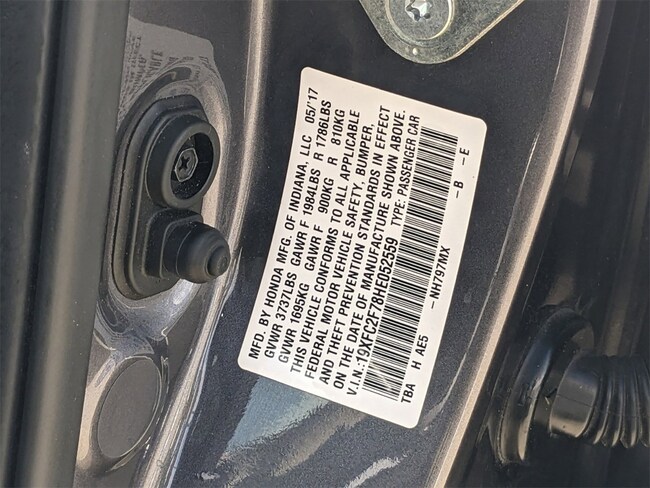 MFD. BY HONDA MFG. OF INDIANA, LLC 05/'17
GVWR 3737LBS GAWR F 1984LBS R 1786LBS
GVWR 1695KG GAWR F 900KG R 810KG
THIS VEHICLE CONFORMS TO ALL APPLICABLE
FEDERAL MOTOR VEHICLE SAFETY, BUMPER,
AND THEFT PREVENTION STANDARDS IN EFFECT
ON THE DATE OF MANUFACTURE SHOWN ABOVE.
V.I.N.:19XFC2F78HE052559 TYPE: PASSENGER CAR
TBA H AE5 -NH797MX -B -E